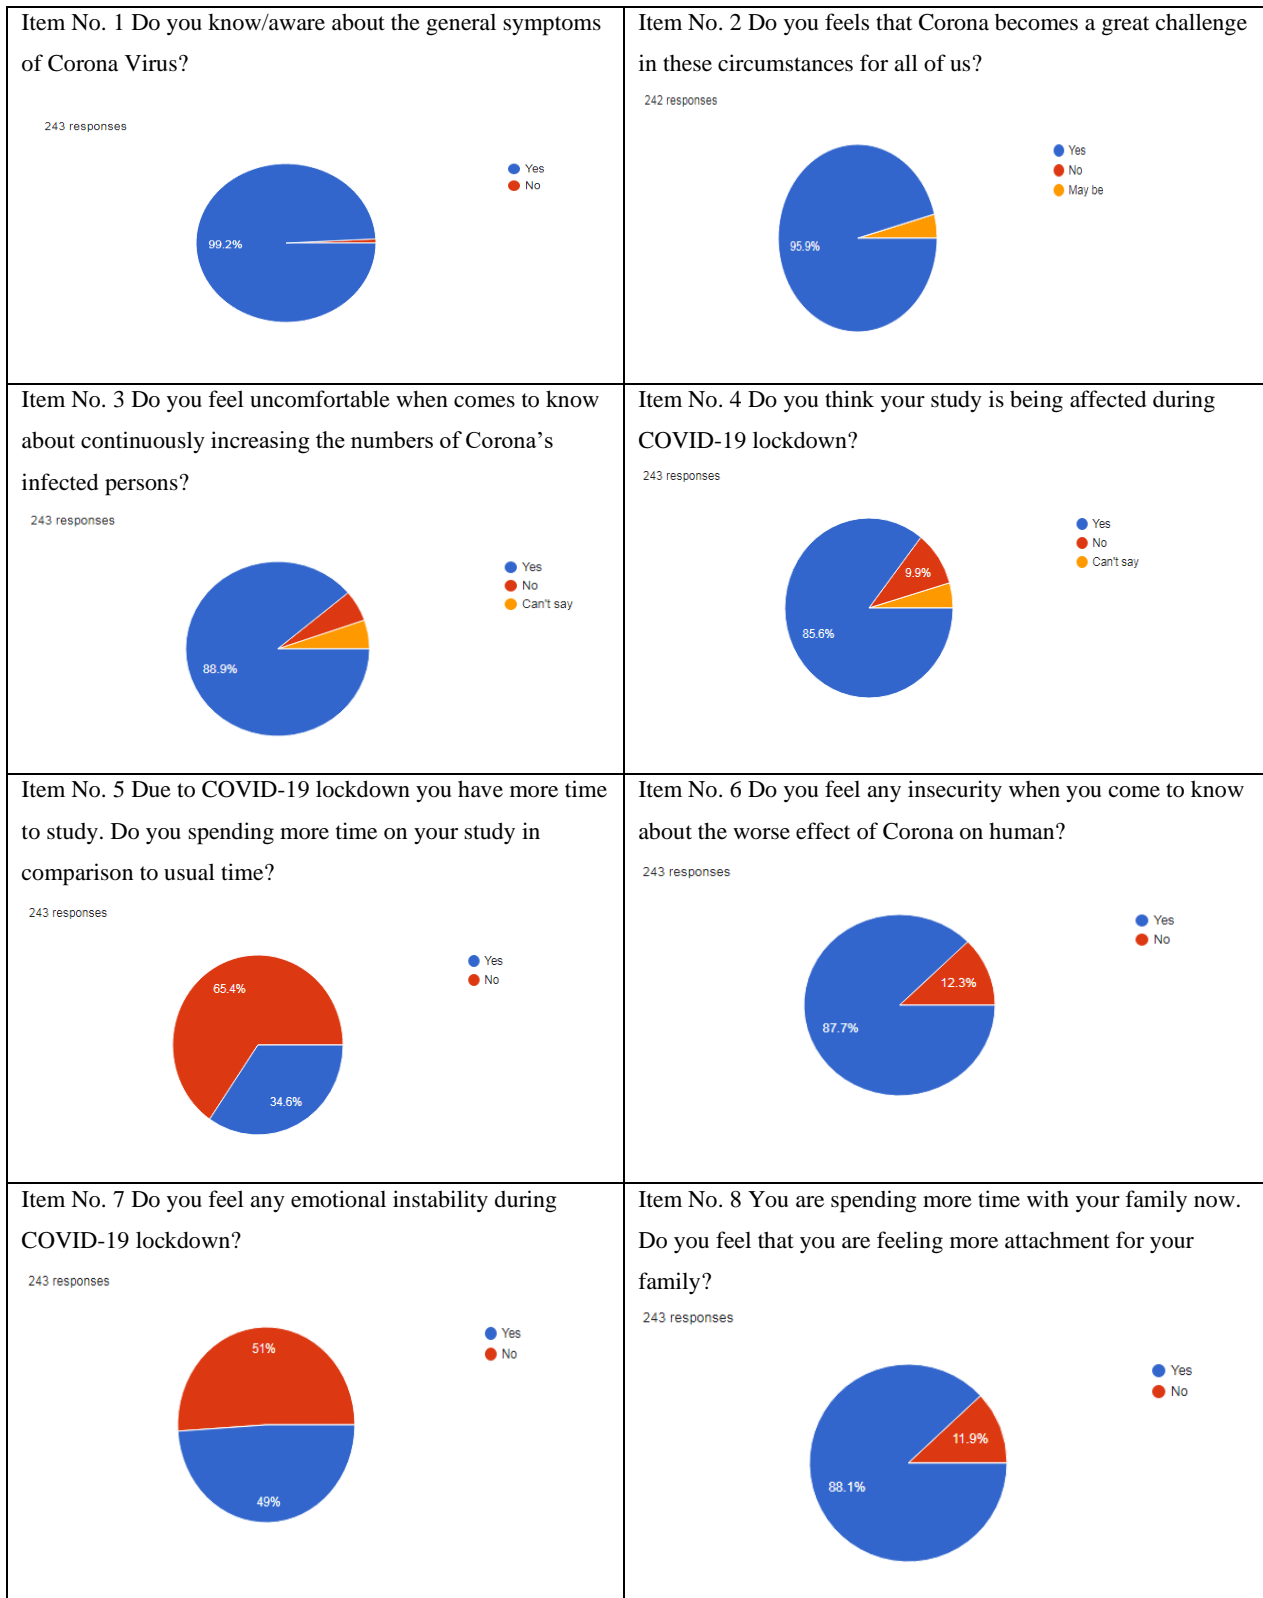 Item No. 1 Do you know/aware about the general symptoms
of Corona Virus?
243 responses
Yes
No
99.2%
Item No. 2 Do you feels that Corona becomes a great challenge
in these circumstances for all of us?
242 responses
Yes
No
May be
95.9%
Item No. 3 Do you feel uncomfortable when comes to know
about continuously increasing the numbers of Corona’s
infected persons?
243 responses
Yes
No
Can't say
88.9%
Item No. 4 Do you think your study is being affected during
COVID-19 lockdown?
243 responses
Yes
No
Can't say
9.9%
85.6%
Item No. 5 Due to COVID-19 lockdown you have more time
to study. Do you spending more time on your study in
comparison to usual time?
243 responses
Yes
No
65.4%
34.6%
Item No. 6 Do you feel any insecurity when you come to know
about the worse effect of Corona on human?
243 responses
Yes
No
12.3%
87.7%
Item No. 7 Do you feel any emotional instability during
COVID-19 lockdown?
243 responses
Yes
No
51%
49%
Item No. 8 You are spending more time with your family now.
Do you feel that you are feeling more attachment for your
family?
243 responses
Yes
No
11.9%
88.1%